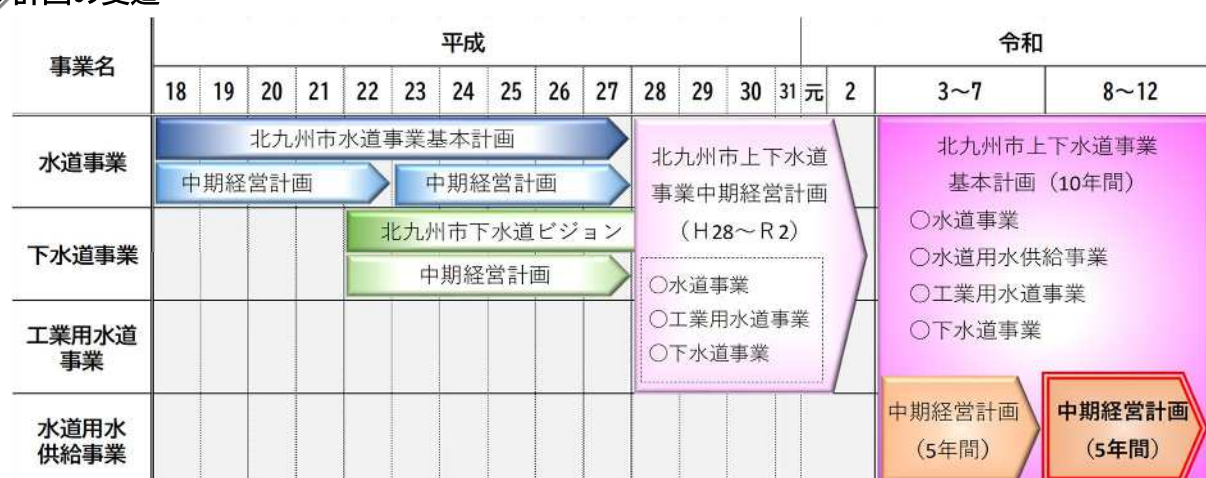 計画の変遷
事業名
平成
令和
18 19 20 21 22 23 24 25 26 27 28 29 30 31 元 2 3～7 8～12
水道事業
北九州市水道事業基本計画
中期経営計画
中期経営計画
下水道事業
北九州市下水道ビジョン
中期経営計画
工業用水道
事業
水道用水
供給事業
北九州市上下水道
事業中期経営計画
（H28～R2）
○水道事業
○工業用水道事業
○下水道事業
北九州市上下水道事業
基本計画（10年間）
○水道事業
○水道用水供給事業
○工業用水道事業
○下水道事業
中期経営計画
（5年間）
中期経営計画
（5年間）